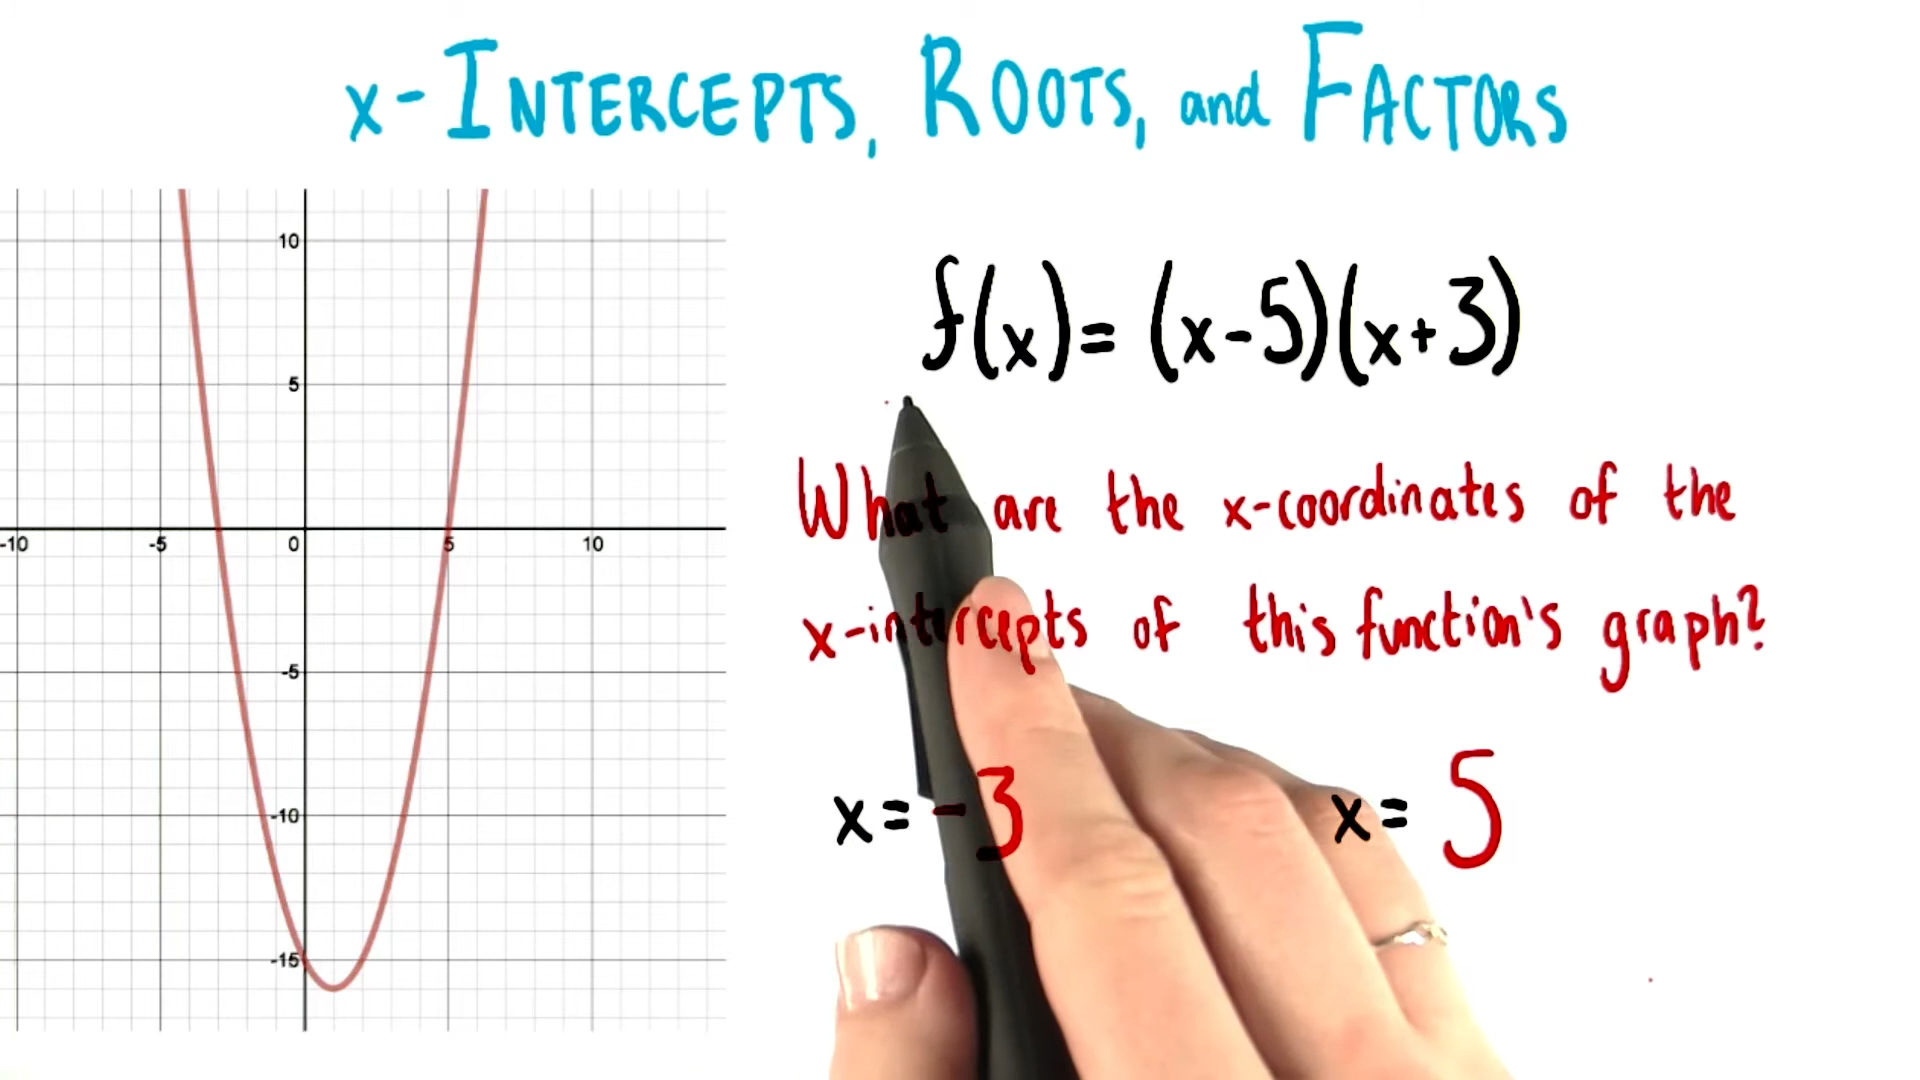 x-INTERCEPTS, ROOTS, and FACTORS
10
5
-10 -5 0 5 10
-5
-10
-15
f(x)= (x-5)(x+3)
What are the x-coordinates of the
x-intercepts of this function's graph?
x= -3 x= 5